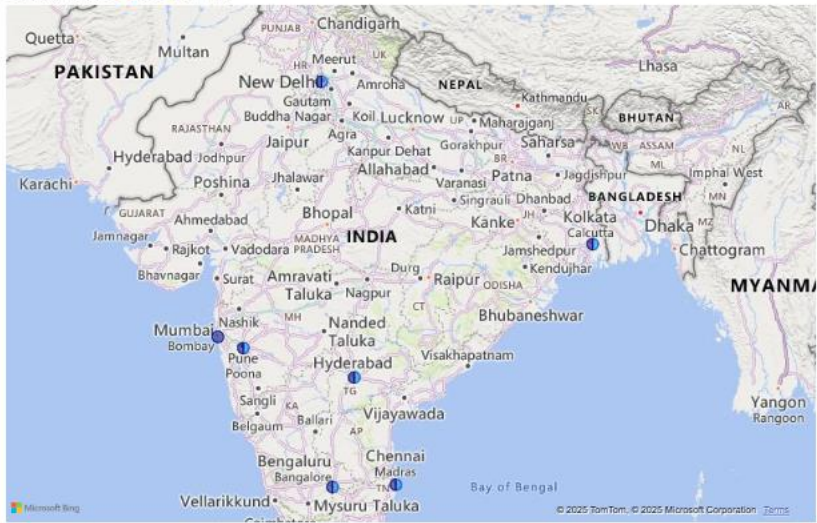 Chandigarh
PUNJAB
Quetta
Multan
Meerut
UK
HR
Lhasa
PAKISTAN
New Delhi
Amroha
NEPAL
Gautam
Buddha Nagar
Koil
Lucknow
UP
Maharajganj
Kathmandu
SK
BHUTAN
AR
RAJASTHAN
Agra
Jaipur
Kanpur Dehat
Gorakhpur
Saharsa
WB
ASSAM
NL
Hyderabad
Jodhpur
BR
ML
Allahabad
Patna
Jagdishpur
Imphal West
Karachi
Poshina
Jhalawar
Varanasi
MN
Singrauli
Dhanbad
BANGLADESH
GUJARAT
Ahmedabad
Bhopal
Katni
Kanke
JH
Kolkata
Calcutta
Dhaka
MZ
Jamnagar
Rajkot
Vadodara
MADHYA
PRADESH
INDIA
Jamshedpur
Chattogram
Bhavnagar
Surat
Amravati
Taluka
Durg
Raipur
Kendujhar
ODISHA
Nagpur
MYANMA
CT
Nashik
MH
Nanded
Taluka
Bhubaneshwar
Mumbai
Bombay
Pune
Poona
Hyderabad
Visakhapatnam
TG
Sangli
KA
Vijayawada
Yangon
Rangoon
Belgaum
Ballari
AP
Bengaluru
Bangalore
Chennai
Madras
TN
Bay of Bengal
Vellarikkund
Mysuru Taluka
Microsoft Bing
© 2025 TomTom, © 2025 Microsoft Corporation Terms